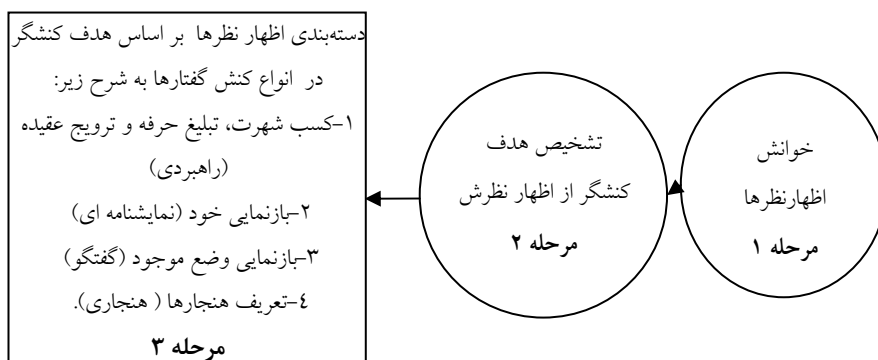 خوانش
اظهارنظرها
مرحله ۱
تشخیص هدف
کنشگر از اظهار نظرش
مرحله ۲
دسته‌بندی اظهار نظرها بر اساس هدف کنشگر
در انواع کنش گفتارها به شرح زیر:
۱-کسب شهرت، تبلیغ حرفه و ترویج عقیده
(راهبردی)
۲-بازنمایی خود (نمایشنامه ای)
۳-بازنمایی وضع موجود (گفتگو)
٤-تعریف هنجارها ( هنجاری).
مرحله ۳